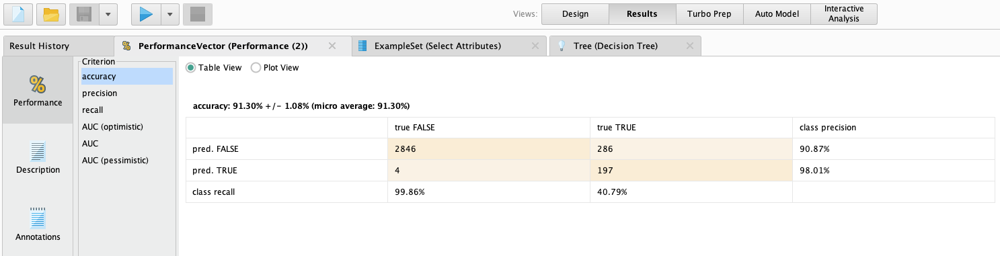 Views: Design Results Turbo Prep Auto Model Interactive Analysis
Result History % PerformanceVector (Performance (2)) ExampleSet (Select Attributes) Tree (Decision Tree)
Criterion
% Performance
Description
Annotations
accuracy
precision
recall
AUC (optimistic)
AUC
AUC (pessimistic)
Table View Plot View
accuracy: 91.30% +/- 1.08% (micro average: 91.30%)
true FALSE true TRUE class precision
pred. FALSE 2846 286 90.87%
pred. TRUE 4 197 98.01%
class recall 99.86% 40.79%